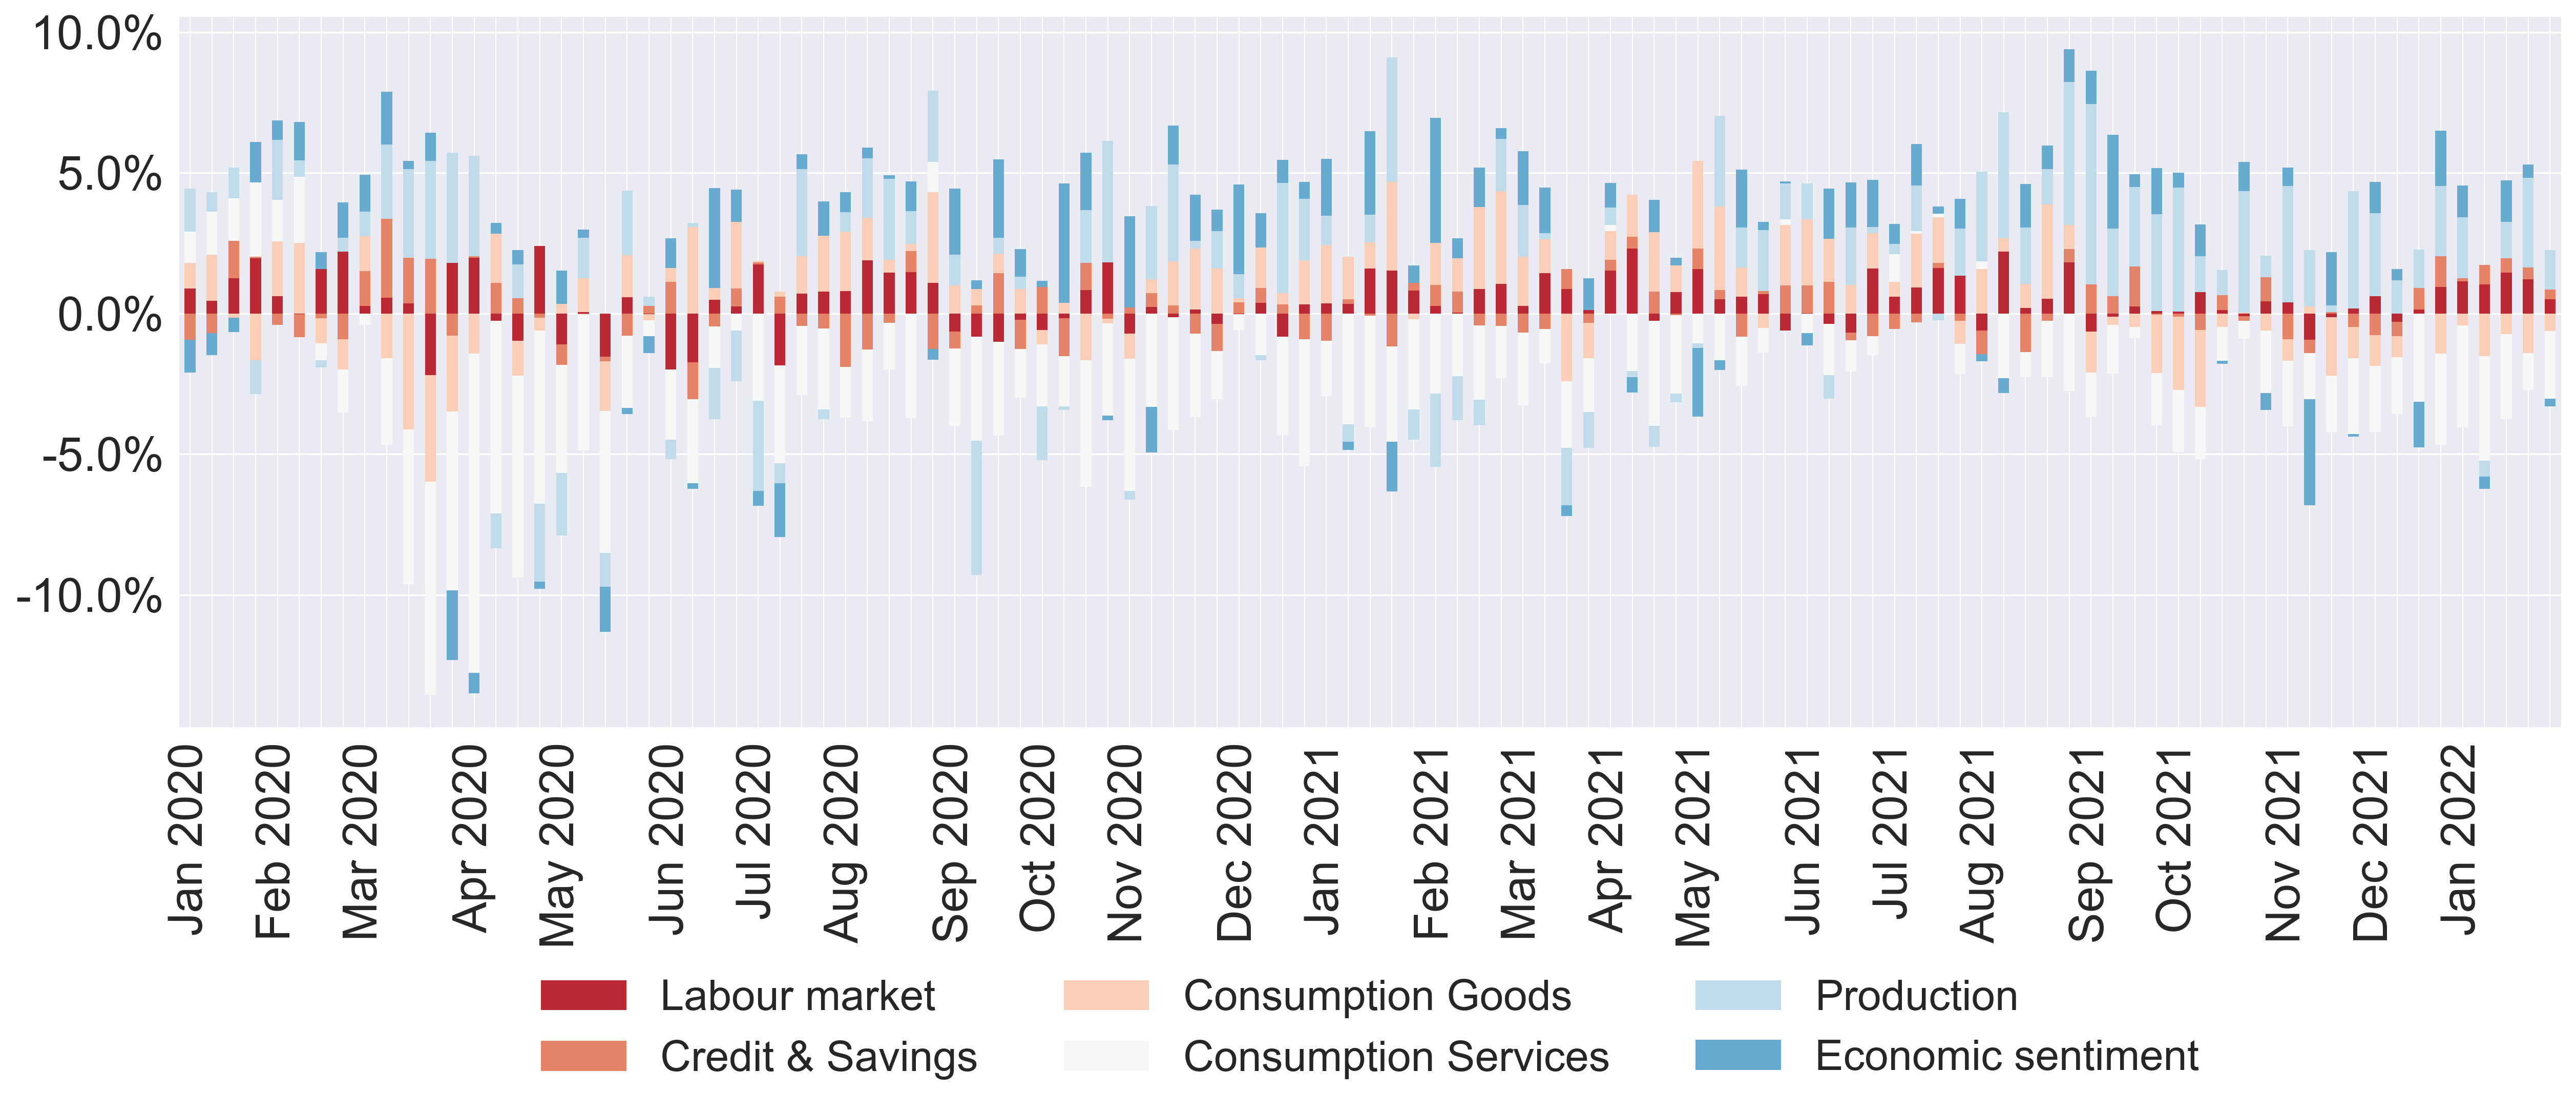 10.0%
5.0%
0.0%
-5.0%
-10.0%
Jan 2020
Feb 2020
Mar 2020
Apr 2020
May 2020
Jun 2020
Jul 2020
Aug 2020
Sep 2020
Oct 2020
Nov 2020
Dec 2020
Jan 2021
Feb 2021
Mar 2021
Apr 2021
May 2021
Jun 2021
Jul 2021
Aug 2021
Sep 2021
Oct 2021
Nov 2021
Dec 2021
Jan 2022
Labour market
Credit & Savings
Consumption Goods
Consumption Services
Production
Economic sentiment